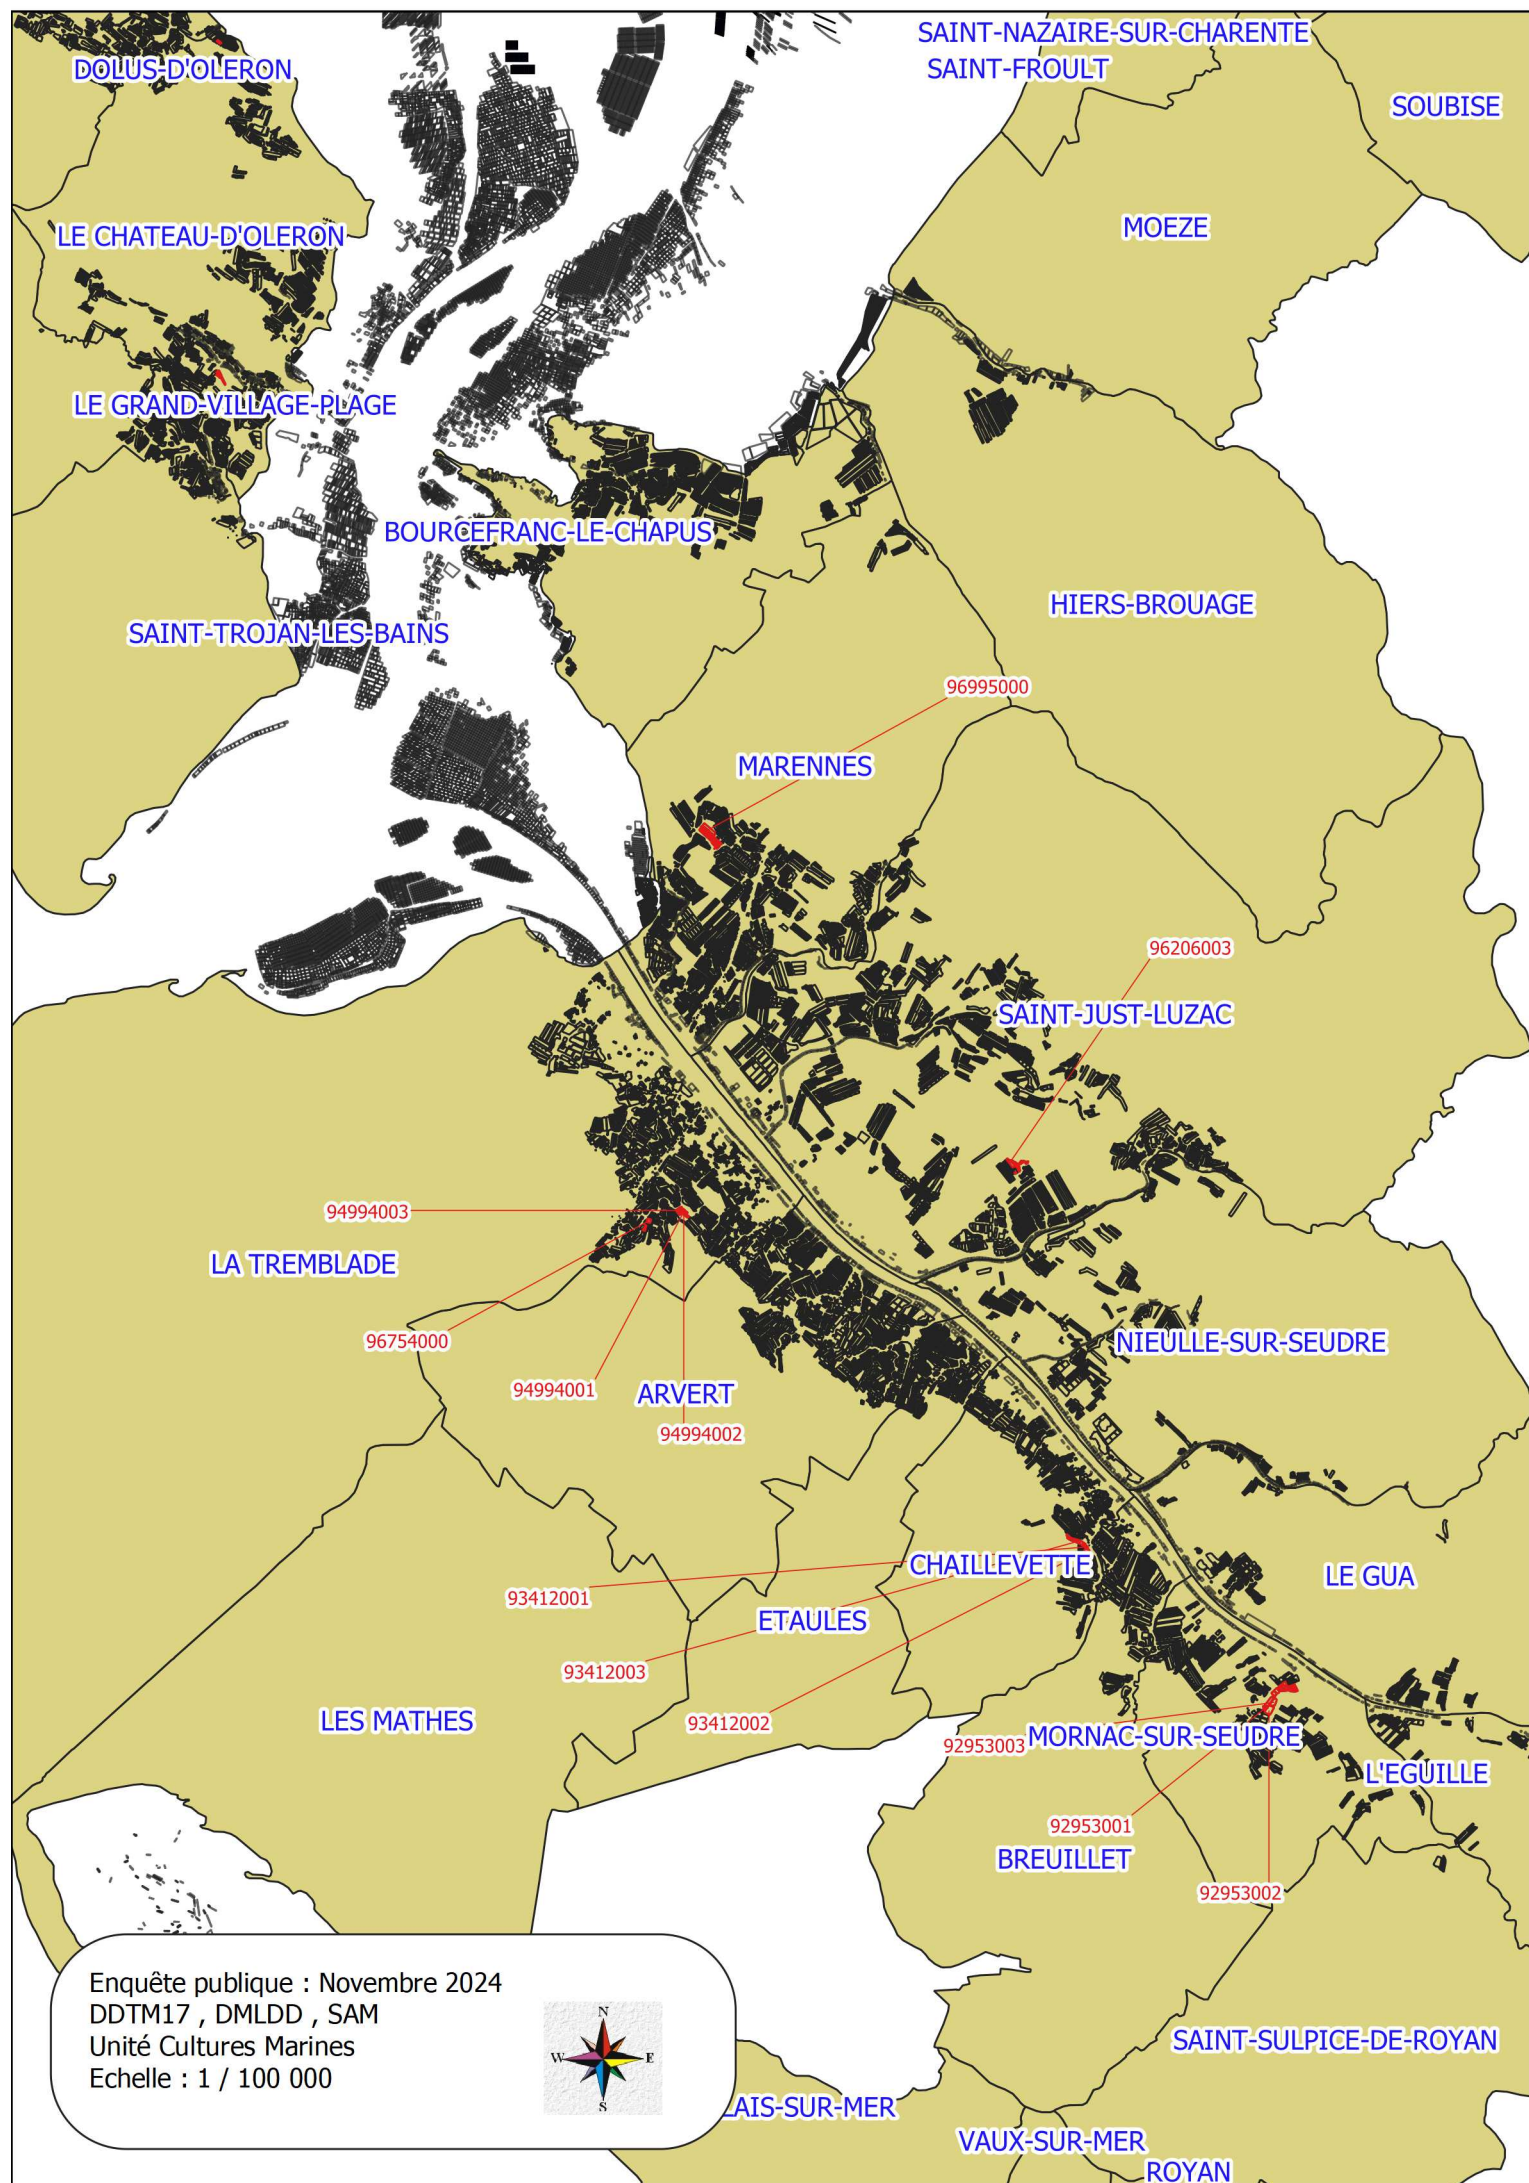 SAINT-NAZAIRE-SUR-CHARENTE
SAINT-FROULT
DOLUS-D'OLERON
SOUBISE
MOEZE
LE CHATEAU-D'OLERON
LE GRAND-VILLAGE-PLAGE
BOURCEFRANC-LE-CHAPUS
HIERS-BROUAGE
SAINT-TROJAN-LES-BAINS
96995000
MARENNES
96206003
SAINT-JUST-LUZAC
94994003
LA TREMBLADE
96754000
NIEULLE-SUR-SEUDRE
94994001
ARVERT
94994002
CHAILLEVETTE
LE GUA
93412001
ETAULES
93412003
LES MATHES
93412002
92953003
MORNAC-SUR-SEUDRE
L'EGUILLE
92953001
BREUILLET
92953002
Enquête publique : Novembre 2024
DDTM17 , DMLDD , SAM
Unité Cultures Marines
Echelle : 1 / 100 000
N
W
E
S
SAINT-SULPICE-DE-ROYAN
LAIS-SUR-MER
VAUX-SUR-MER
ROYAN